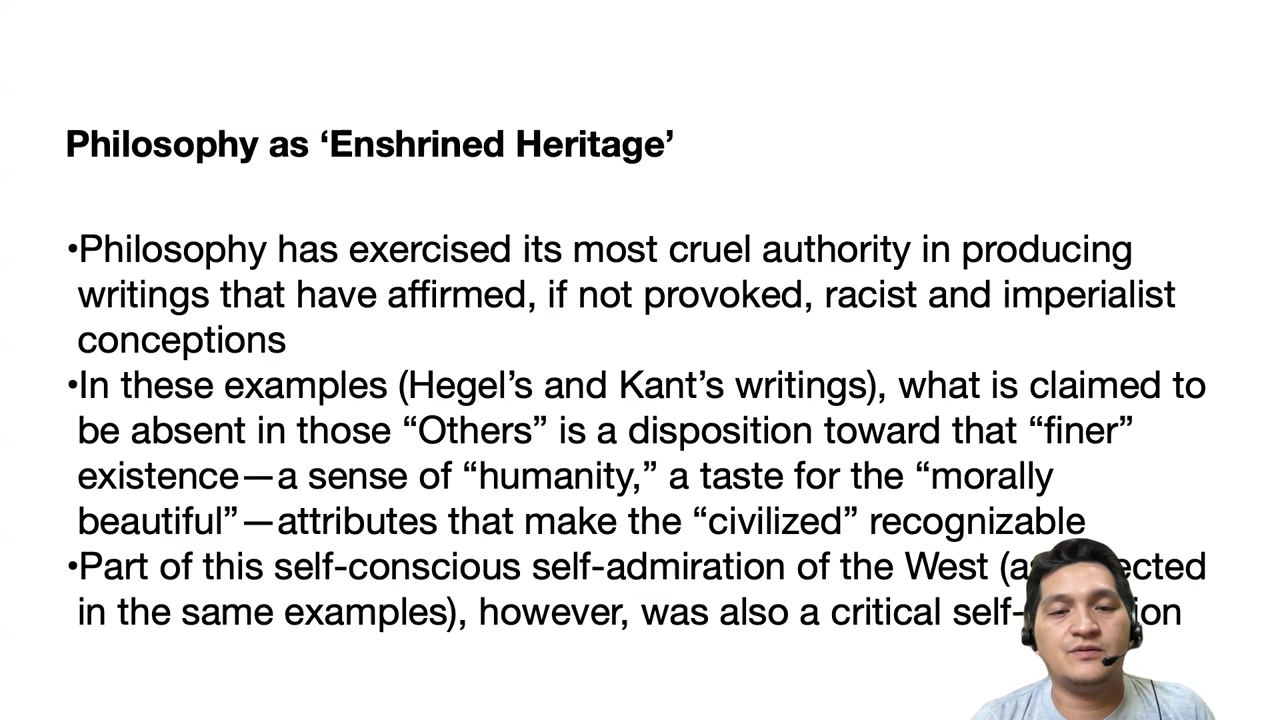 Philosophy as ‘Enshrined Heritage’
•Philosophy has exercised its most cruel authority in producing
writings that have affirmed, if not provoked, racist and imperialist
conceptions
•In these examples (Hegel’s and Kant’s writings), what is claimed to
be absent in those “Others” is a disposition toward that “finer”
existence—a sense of “humanity,” a taste for the “morally
beautiful”—attributes that make the “civilized” recognizable
•Part of this self-conscious self-admiration of the West
in the same examples), however, was also a critical